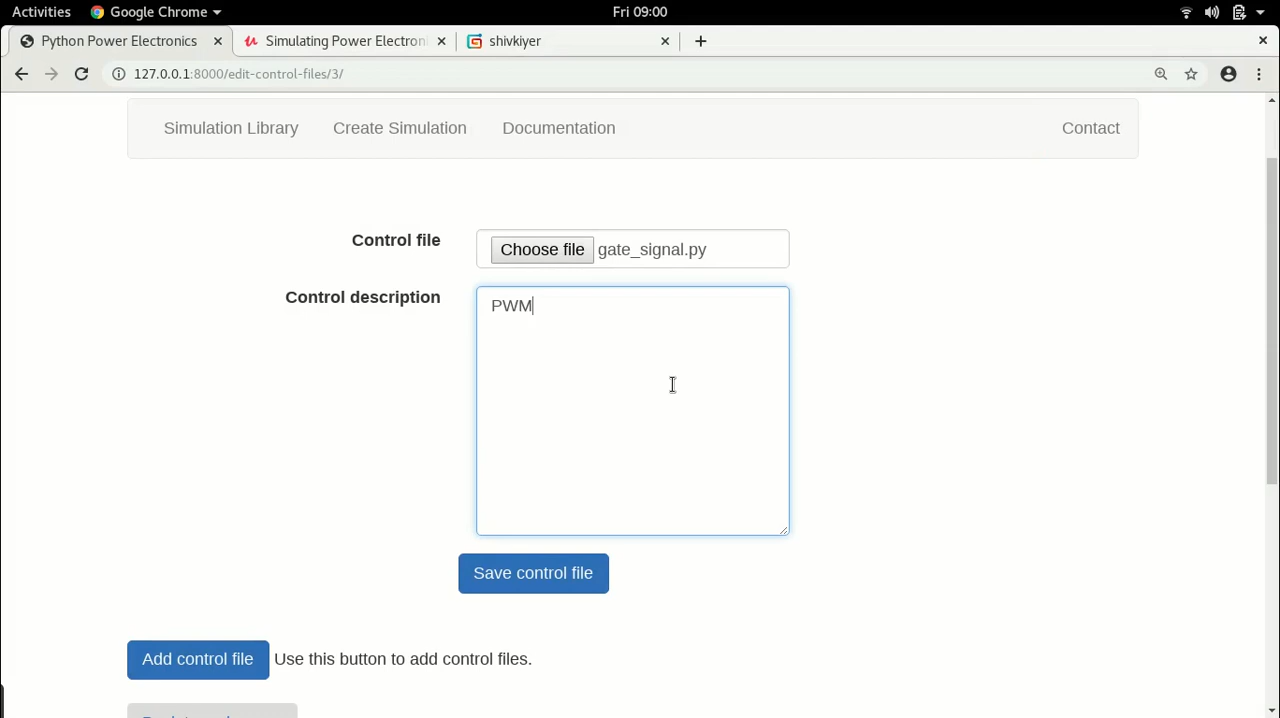 Activities Google Chrome Fri 09:00
Python Power Electronics Simulating Power Electroni shivkiyer
127.0.0.1:8000/edit-control-files/3/
Simulation Library Create Simulation Documentation Contact
Control file Choose file gate_signal.py
Control description PWM
Save control file
Add control file Use this button to add control files.